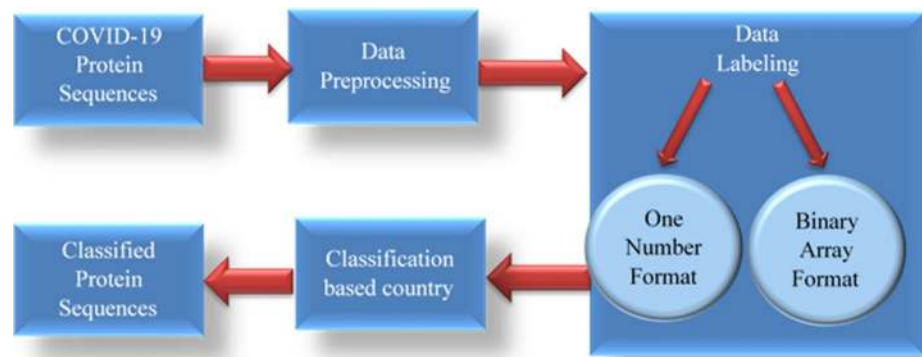 COVID-19
Protein
Sequences
Data
Preprocessing
Data
Labeling
One
Number
Format
Binary
Array
Format
Classification
based country
Classified
Protein
Sequences